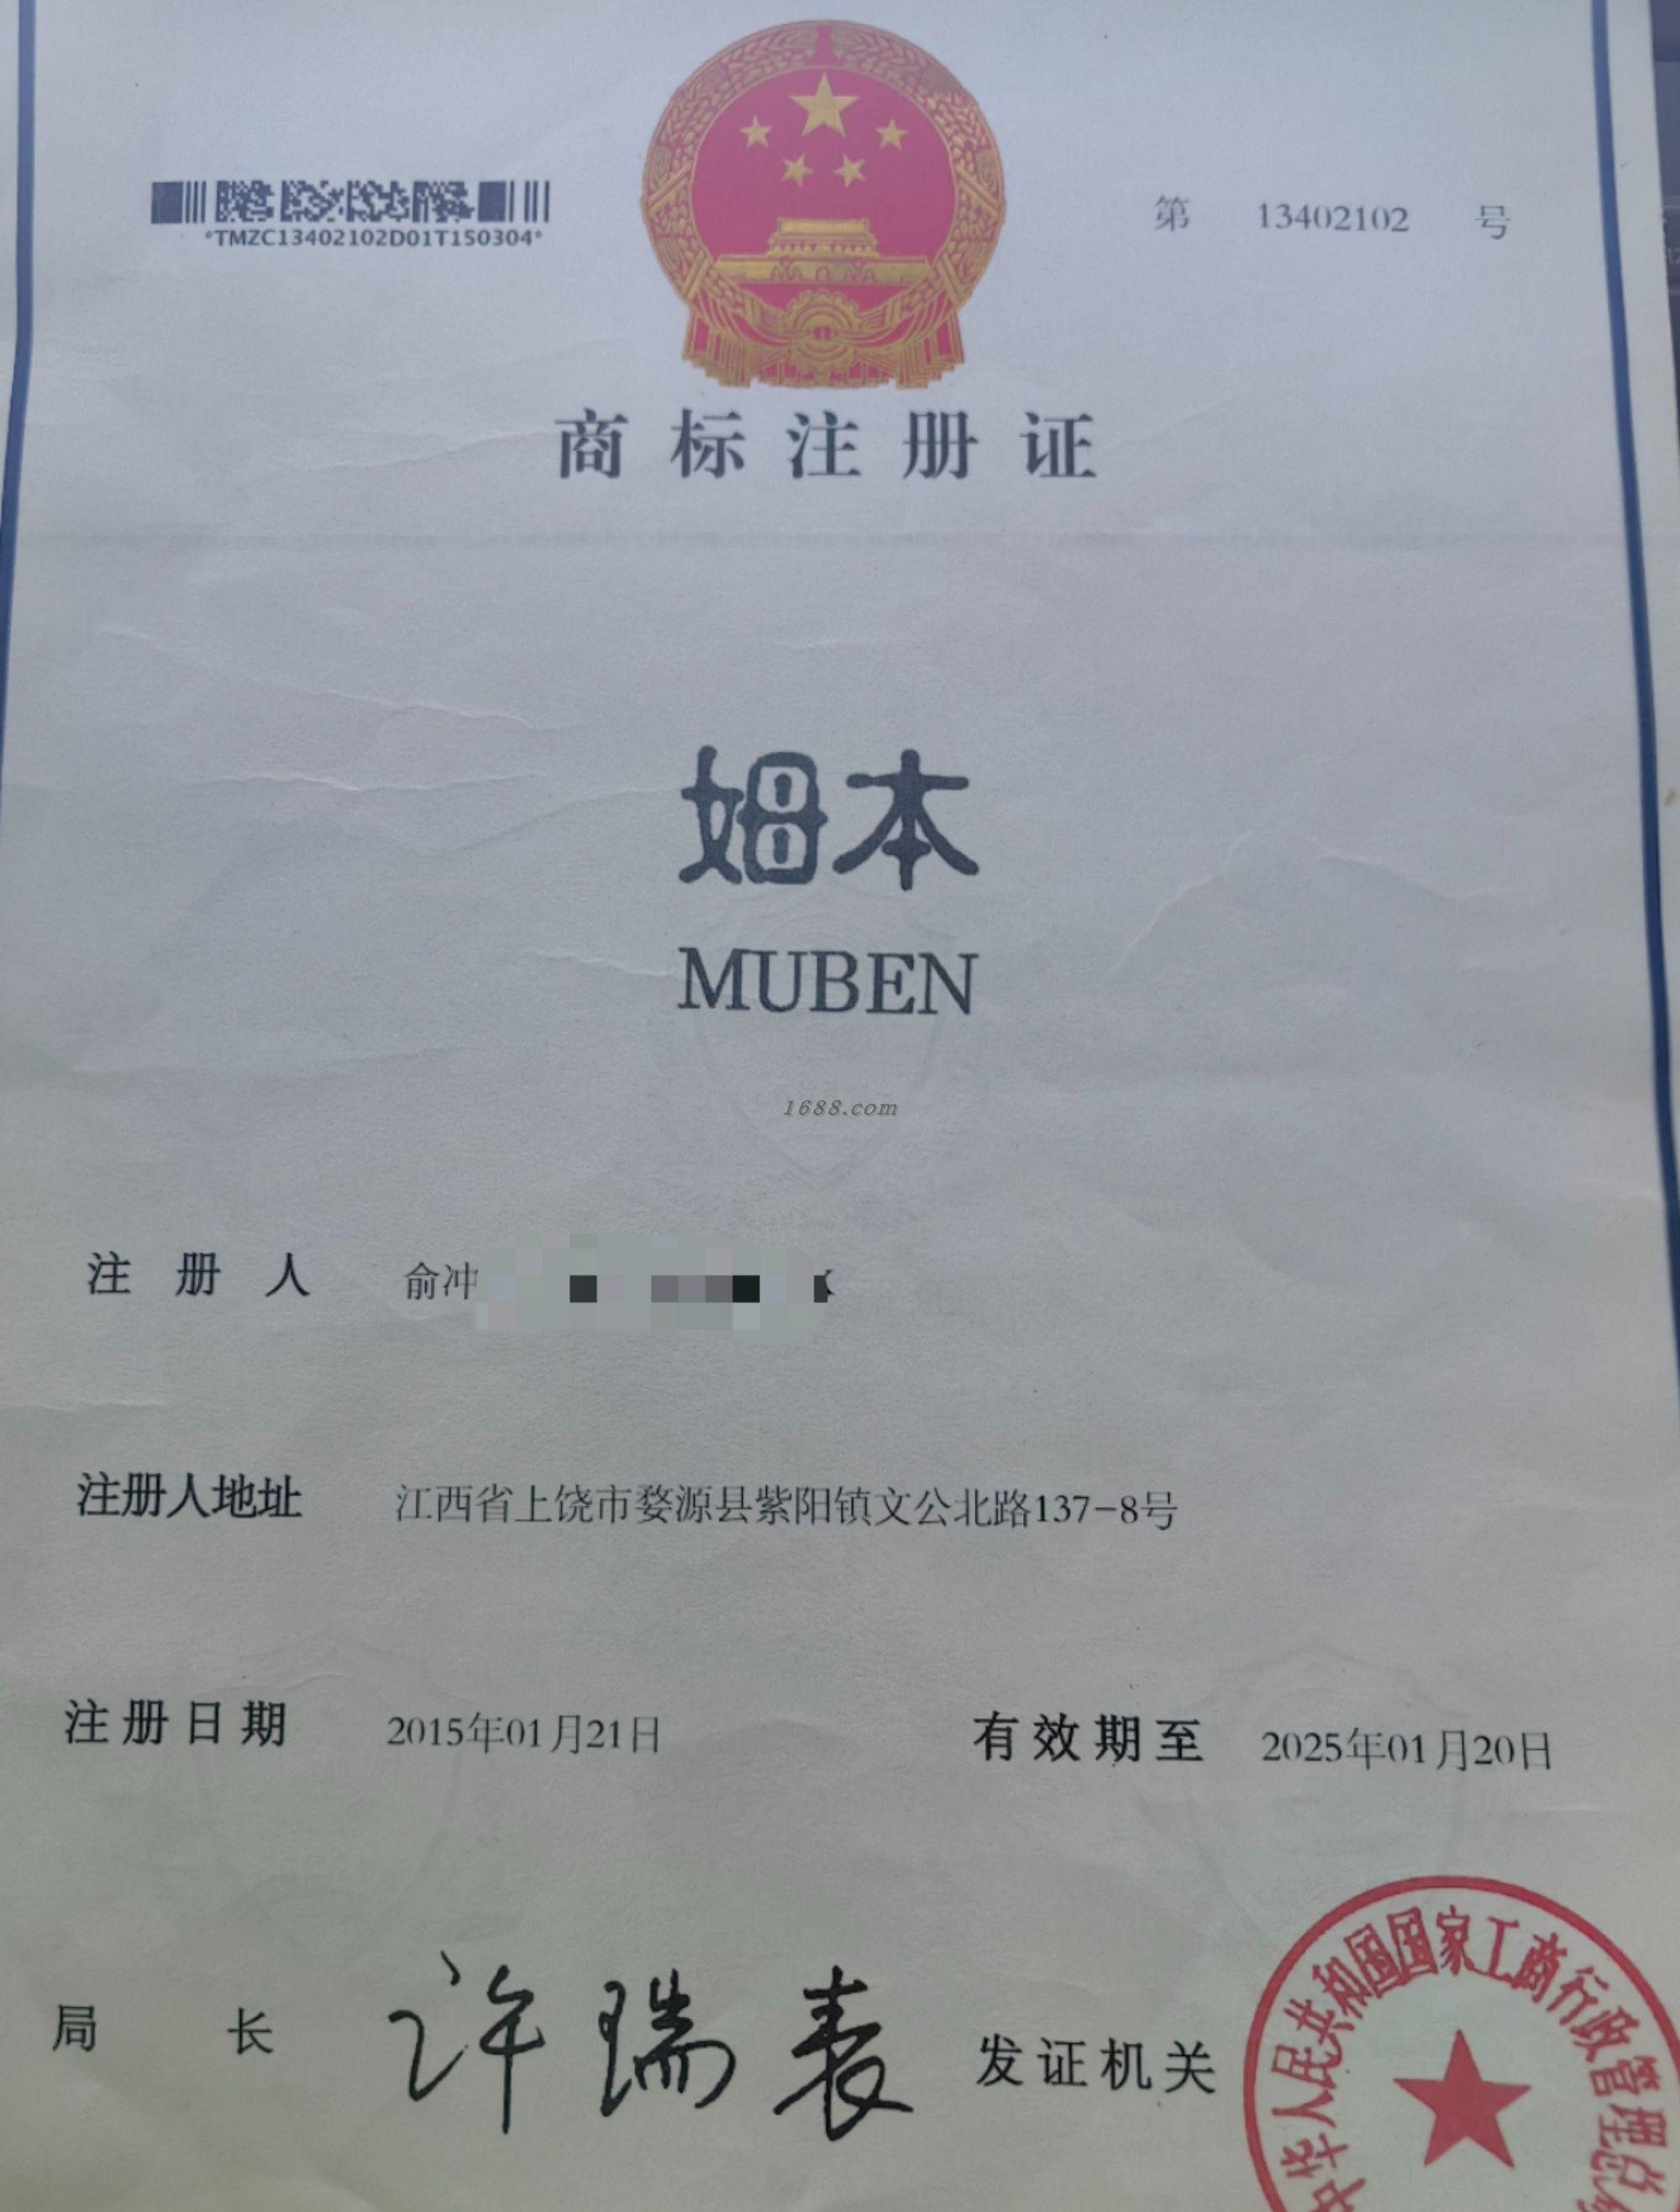 *TMZC13402102D01T150304*
第 13402102 号
商标注册证
姆本
MUBEN
1688.com
注册人 俞冲
注册人地址 江西省上饶市婺源县紫阳镇文公北路137-8号
注册日期 2015年01月21日 有效期至 2025年01月20日
局长 许瑞表 发证机关
中华人民共和国国家工商行政管理总